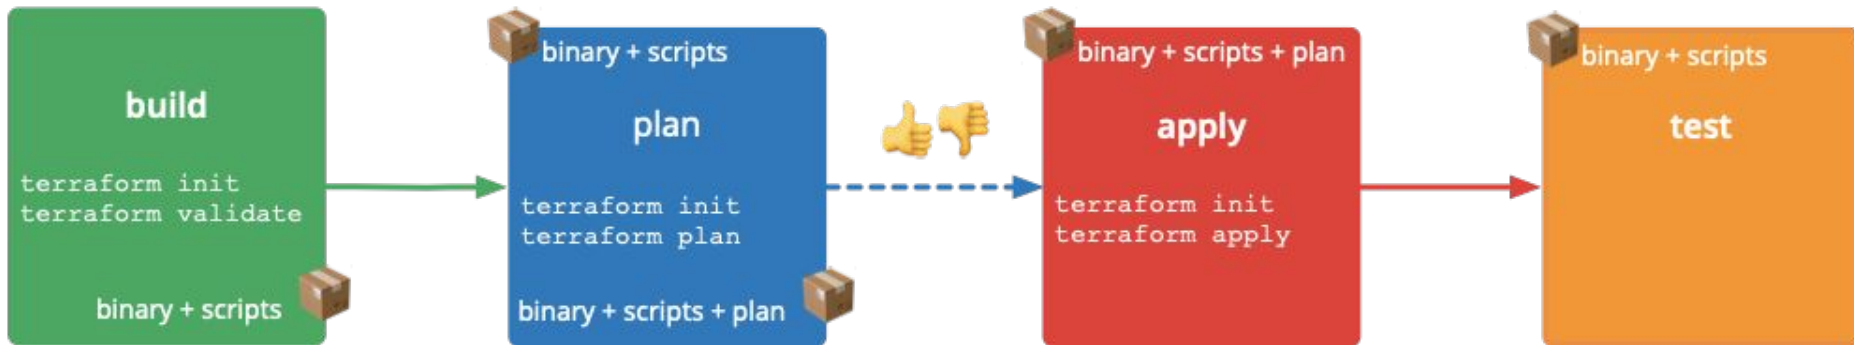 build
terraform init
terraform validate
binary + scripts
binary + scripts
plan
terraform init
terraform plan
binary + scripts + plan
binary + scripts + plan
apply
terraform init
terraform apply
binary + scripts
test